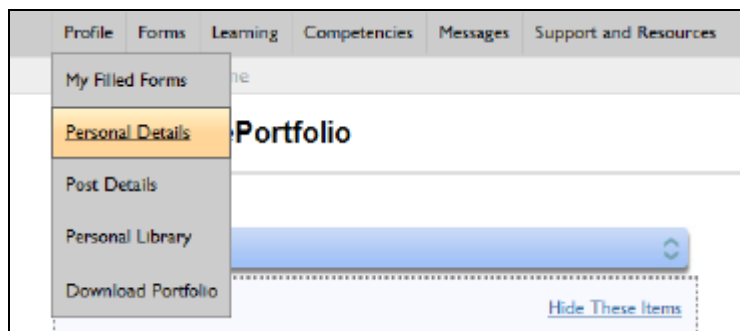 Profile Forms Learning Competencies Messages Support and Resources
My Filled Forms
Personal Details
ePortfolio
Post Details
Personal Library
Download Portfolio
Hide These Items